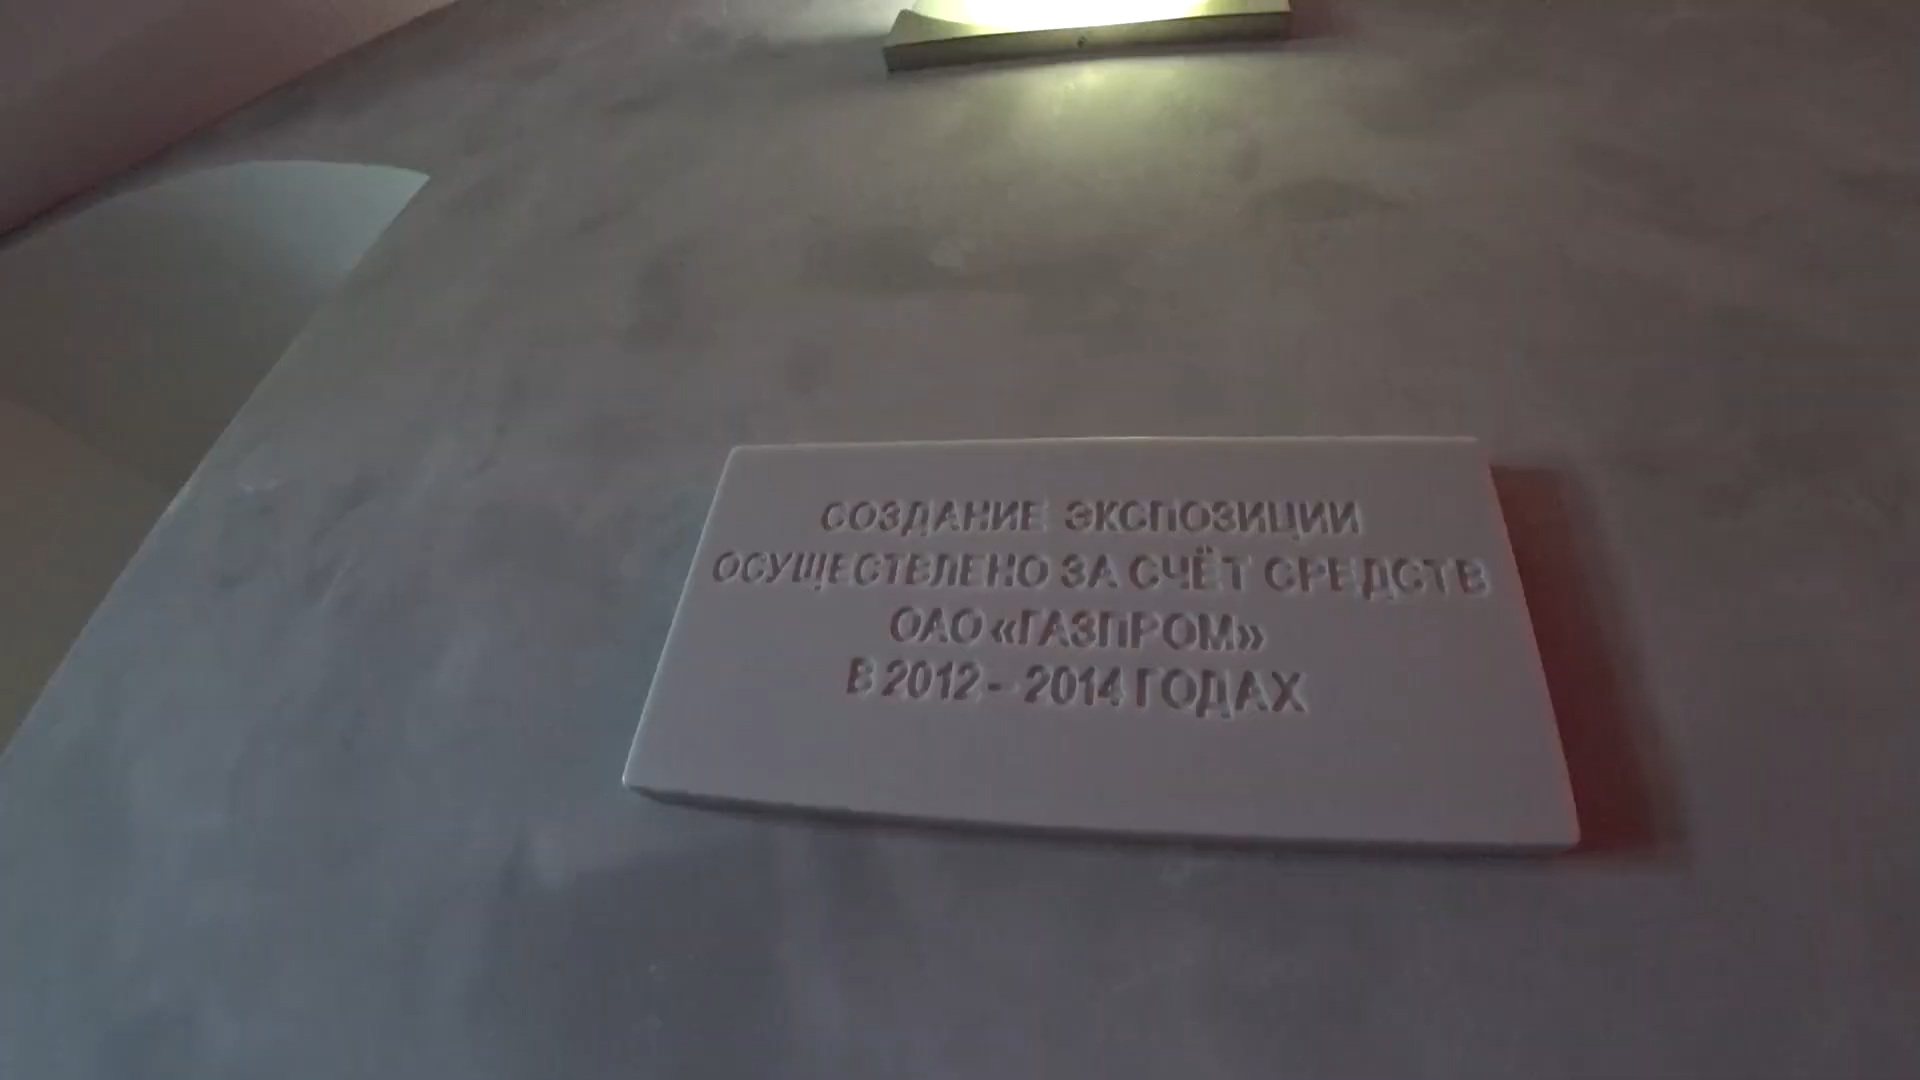 СОЗДАНИЕ ЭКСПОЗИЦИИ
ОСУЩЕСТВЛЕНО ЗА СЧЁТ СРЕДСТВ
ОАО «ГАЗПРОМ»
В 2012 - 2014 ГОДАХ